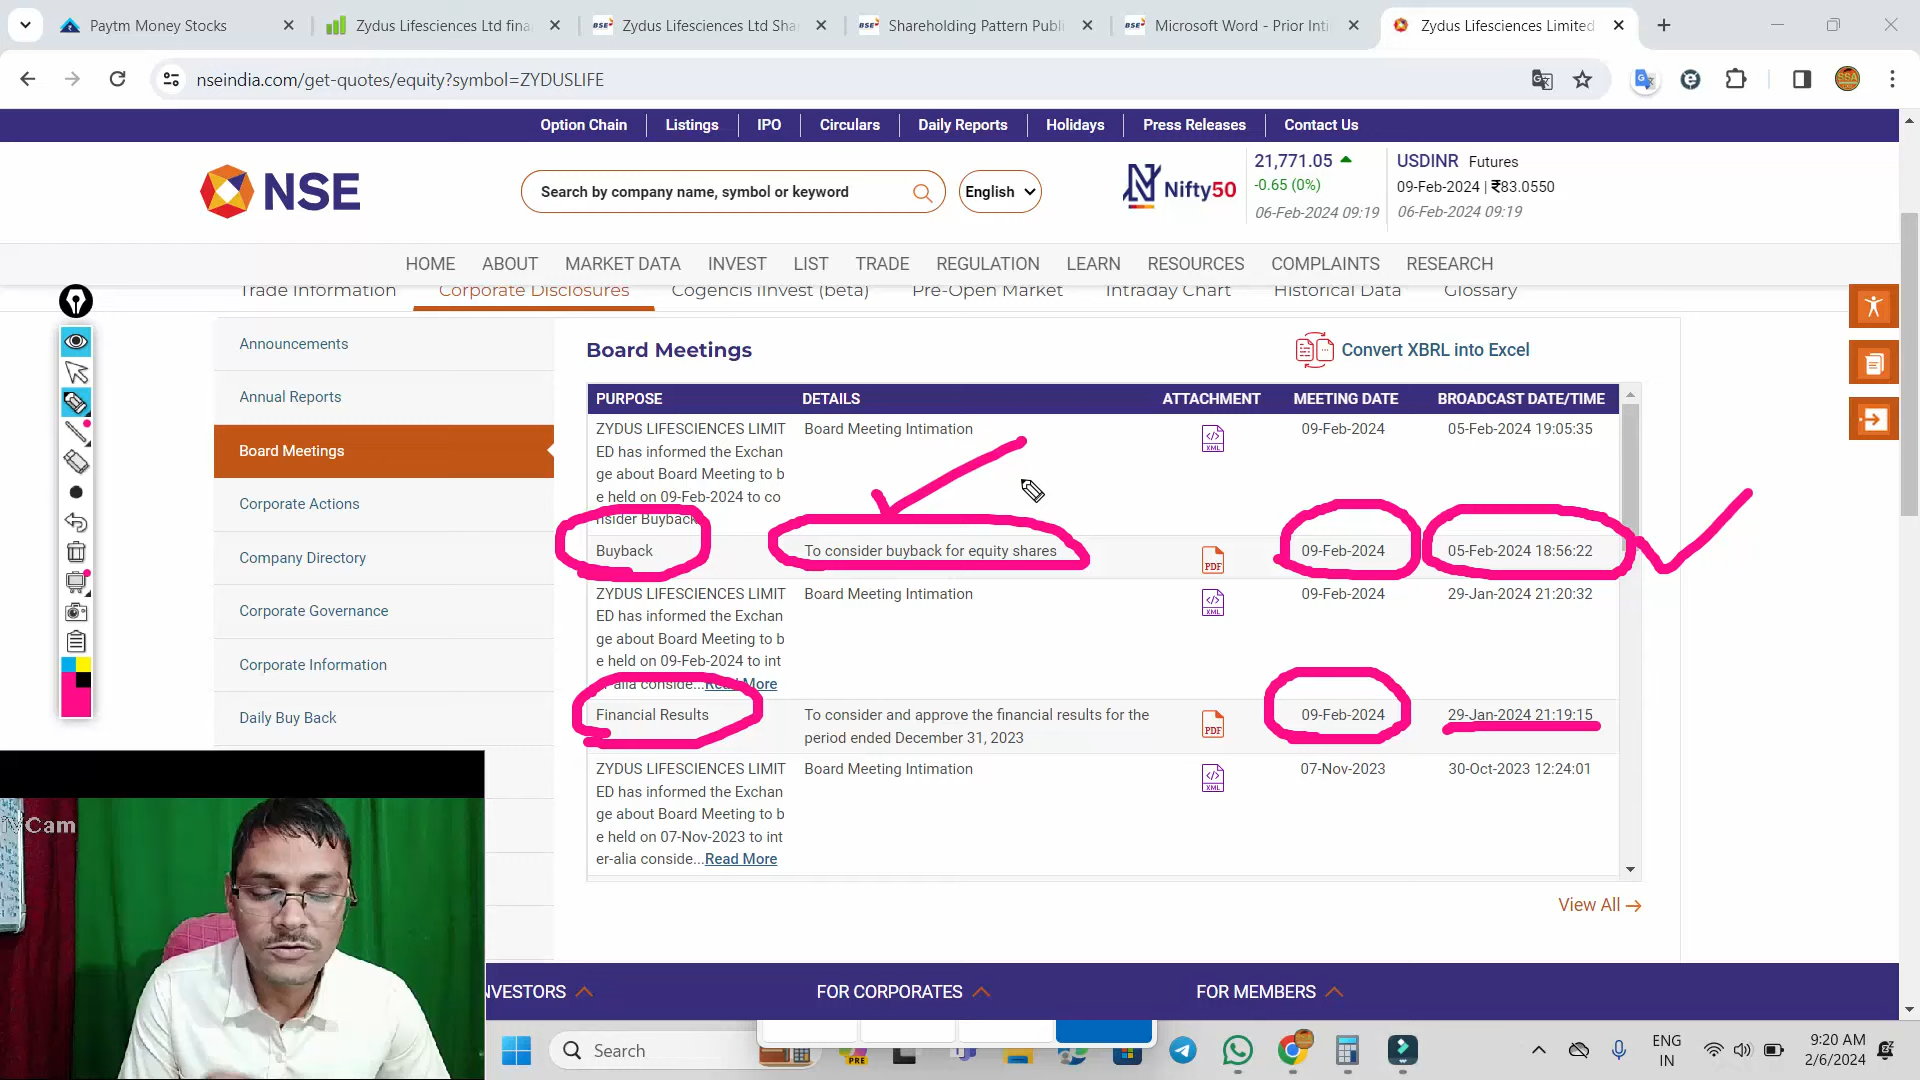 Paytm Money Stocks
Zydus Lifesciences Ltd fina
Zydus Lifesciences Ltd Sha
Shareholding Pattern Publi
Microsoft Word - Prior Inti
Zydus Lifesciences Limited
nseindia.com/get-quotes/equity?symbol=ZYDUSLIFE
Option Chain
Listings
IPO
Circulars
Daily Reports
Holidays
Press Releases
Contact Us
NSE
Search by company name, symbol or keyword
English
Nifty50
21,771.05
-0.65 (0%)
06-Feb-2024 09:19
USDINR Futures
09-Feb-2024 | ₹83.0550
06-Feb-2024 09:19
HOME
ABOUT
MARKET DATA
INVEST
LIST
TRADE
REGULATION
LEARN
RESOURCES
COMPLAINTS
RESEARCH
Trade Information
Corporate Disclosures
Cogencis iInvest (beta)
Pre-Open Market
Intraday Chart
Historical Data
Glossary
Announcements
Annual Reports
Board Meetings
Corporate Actions
Company Directory
Corporate Governance
Corporate Information
Daily Buy Back
Board Meetings
Convert XBRL into Excel
PURPOSE DETAILS ATTACHMENT MEETING DATE BROADCAST DATE/TIME
ZYDUS LIFESCIENCES LIMIT Board Meeting Intimation 09-Feb-2024 05-Feb-2024 19:05:35
ED has informed the Exchan
XML
ge about Board Meeting to b
e held on 09-Feb-2024 to co
nsider Buyback
Buyback To consider buyback for equity shares PDF 09-Feb-2024 05-Feb-2024 18:56:22
ZYDUS LIFESCIENCES LIMIT Board Meeting Intimation 09-Feb-2024 29-Jan-2024 21:20:32
ED has informed the Exchan
XML
ge about Board Meeting to b
e held on 09-Feb-2024 to int
er-alia conside...Read More
Financial Results To consider and approve the financial results for the 09-Feb-2024 29-Jan-2024 21:19:15
period ended December 31, 2023 PDF
ZYDUS LIFESCIENCES LIMIT Board Meeting Intimation 07-Nov-2023 30-Oct-2023 12:24:01
ED has informed the Exchan
XML
ge about Board Meeting to b
e held on 07-Nov-2023 to int
er-alia conside...Read More
View All
NVESTORS
FOR CORPORATES
FOR MEMBERS
Cam
Search
PRE
ENG
IN
9:20 AM
2/6/2024